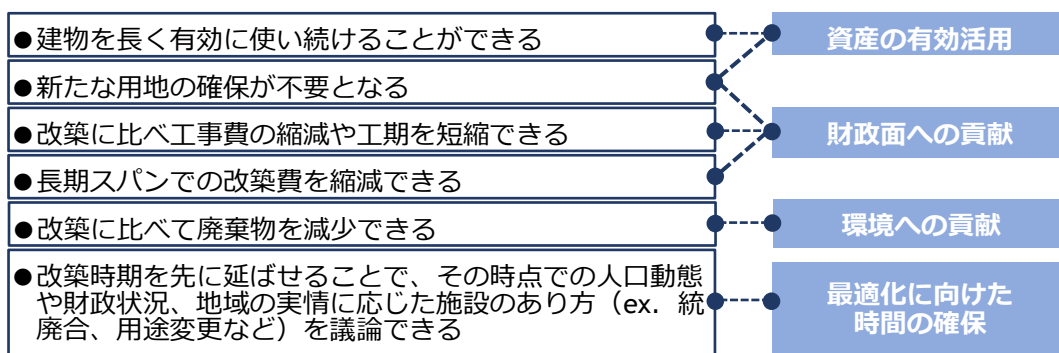 ●建物を長く有効に使い続けることができる
資産の有効活用
●新たな用地の確保が不要となる
●改築に比べ工事費の縮減や工期を短縮できる
財政面への貢献
●長期スパンでの改築費を縮減できる
●改築に比べて廃棄物を減少できる
環境への貢献
●改築時期を先に延ばせることで、その時点での人口動態
や財政状況、地域の実情に応じた施設のあり方（ex．統
廃合、用途変更など）を議論できる
最適化に向けた
時間の確保